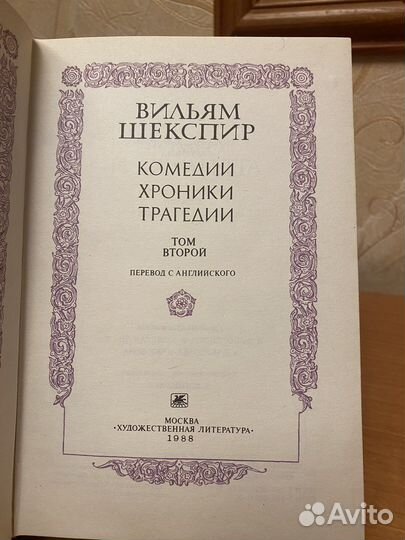 ВИЛЬЯМ
ШЕКСПИР
КОМЕДИИ
ХРОНИКИ
ТРАГЕДИИ
ТОМ
ВТОРОЙ
ПЕРЕВОД С АНГЛИЙСКОГО
МОСКВА
·ХУДОЖЕСТВЕННАЯ ЛИТЕРАТУРА·
1988
Avito